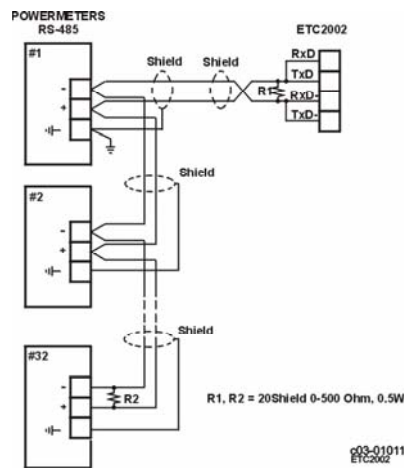 POWERMETERS
RS-485
ETC2002
#1
-
+
Shield
Shield
RxD
TxD
R1
RxD-
TxD-
#2
-
+
Shield
#32
-
+
R2
Shield
R1, R2 = 20Shield 0-500 Ohm, 0.5W
c03-01011
ETC2002